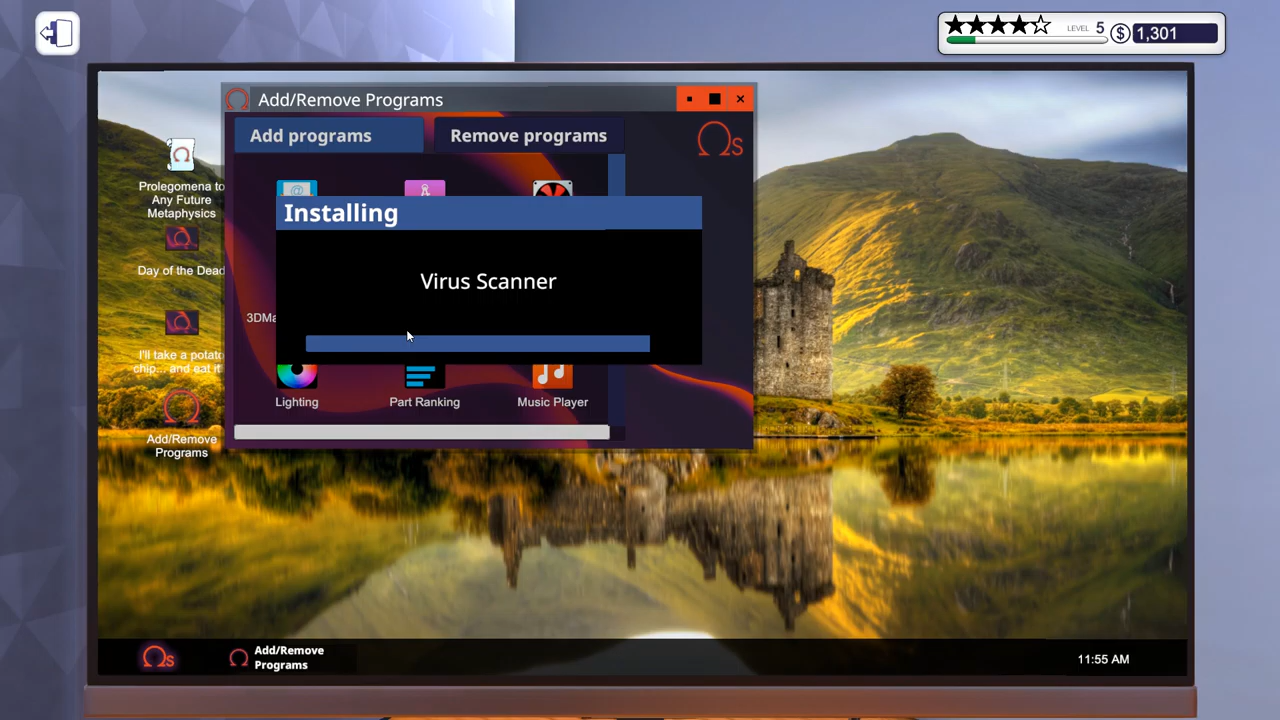 LEVEL 5
$ 1,301
Add/Remove Programs
Add programs
Remove programs
Ωs
Installing
Virus Scanner
3DMa
Lighting
Part Ranking
Music Player
Prolegomena to
Any Future
Metaphysics
Day of the Dead
I'll take a potato
chip... and eat it
Add/Remove
Programs
Ωs
Add/Remove
Programs
11:55 AM